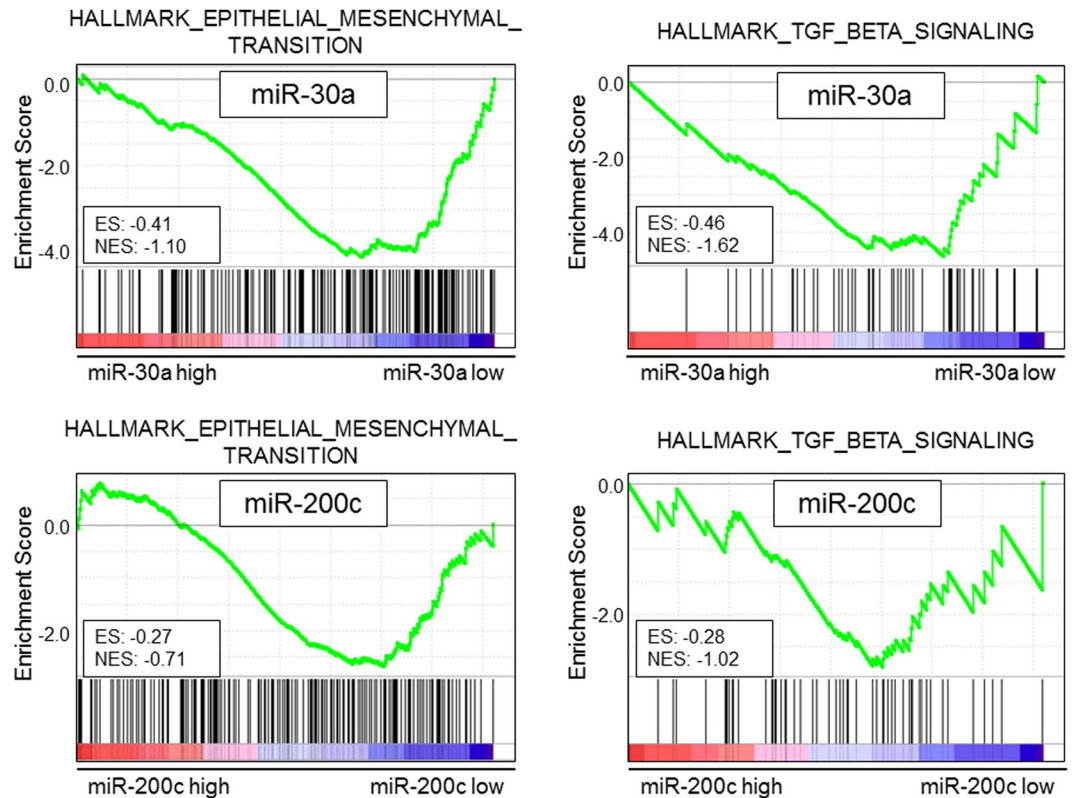 HALLMARK_EPITHELIAL_MESENCHYMAL_
TRANSITION
Enrichment Score
0.0
-2.0
-4.0
miR-30a
ES: -0.41
NES: -1.10
miR-30a high
miR-30a low
HALLMARK_TGF_BETA_SIGNALING
Enrichment Score
0.0
-2.0
-4.0
miR-30a
ES: -0.46
NES: -1.62
miR-30a high
miR-30a low
HALLMARK_EPITHELIAL_MESENCHYMAL_
TRANSITION
Enrichment Score
0.0
-2.0
miR-200c
ES: -0.27
NES: -0.71
miR-200c high
miR-200c low
HALLMARK_TGF_BETA_SIGNALING
Enrichment Score
0.0
-2.0
miR-200c
ES: -0.28
NES: -1.02
miR-200c high
miR-200c low